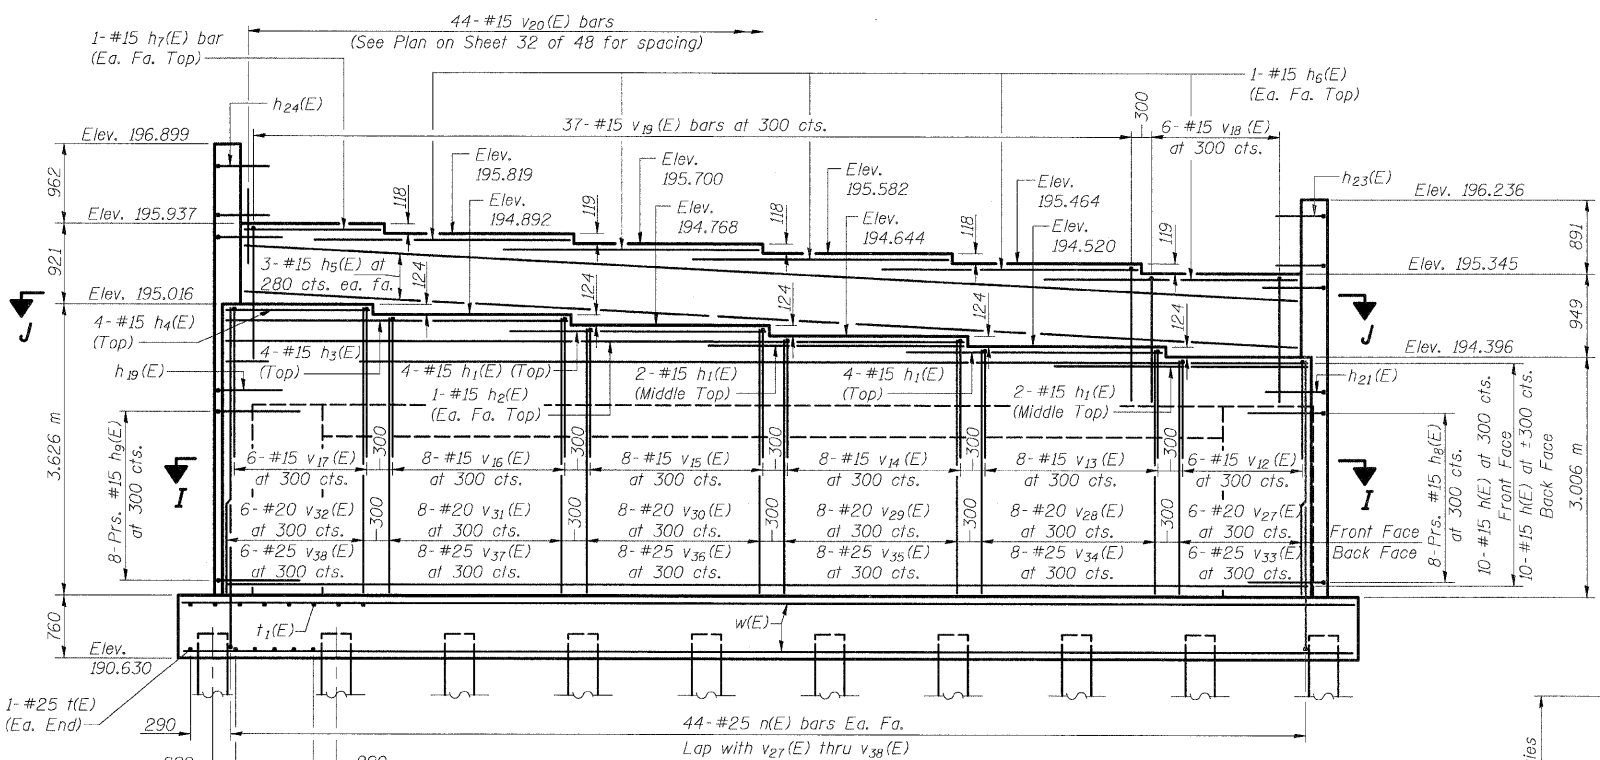 44-#15 v20(E) bars
(See Plan on Sheet 32 of 48 for spacing)
1-#15 h7(E) bar
(Ea. Fa. Top)
1-#15 h6(E)
(Ea. Fa. Top)
h24(E)
300
Elev. 196.899
37-#15 v19(E) bars at 300 cts.
6-#15 v18(E)
at 300 cts.
Elev.
195.819
Elev.
195.700
Elev.
195.582
Elev.
195.464
h23(E)
Elev. 196.236
962
118
119
118
118
119
891
Elev. 195.937
Elev.
194.892
Elev.
194.768
Elev.
194.644
Elev.
194.520
921
3-#15 h5(E) at
280 cts. ea. fa.
124
124
124
124
124
Elev. 195.345
949
Elev. 195.016
J
J
4-#15 h4(E)
(Top)
Elev. 194.396
4-#15 h3(E)
(Top)
h19(E)
4-#15 h1(E) (Top)
2-#15 h1(E)
(Middle Top)
4-#15 h1(E)
(Top)
h21(E)
1-#15 h2(E)
(Ea. Fa. Top)
2-#15 h1(E)
(Middle Top)
3.626 m
8-Prs. #15 h9(E)
at 300 cts.
I
300
300
300
300
300
6-#15 v17(E)
at 300 cts.
8-#15 v16(E)
at 300 cts.
8-#15 v15(E)
at 300 cts.
8-#15 v14(E)
at 300 cts.
8-#15 v13(E)
at 300 cts.
6-#15 v12(E)
at 300 cts.
I
8-Prs. #15 h8(E)
at 300 cts.
10-#15 h(E) at 300 cts.
Front Face
10-#15 h(E) at ±300 cts.
Back Face
3.006 m
300
300
300
300
300
6-#20 v32(E)
at 300 cts.
8-#20 v31(E)
at 300 cts.
8-#20 v30(E)
at 300 cts.
8-#20 v29(E)
at 300 cts.
8-#20 v28(E)
at 300 cts.
6-#20 v27(E)
at 300 cts.
Front Face
Back Face
6-#25 v38(E)
at 300 cts.
8-#25 v37(E)
at 300 cts.
8-#25 v36(E)
at 300 cts.
8-#25 v35(E)
at 300 cts.
8-#25 v34(E)
at 300 cts.
6-#25 v33(E)
at 300 cts.
760
t1(E)
w(E)
Elev.
190.630
1-#25 t(E)
(Ea. End)
290
44-#25 n(E) bars Ea. Fa.
Lap with v27(E) thru v38(E)